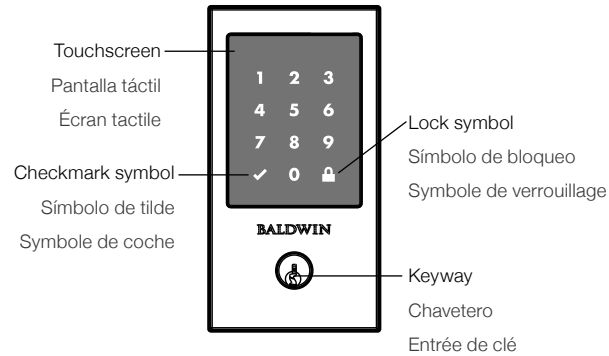 Touchscreen
Pantalla táctil
Écran tactile
1 2 3
4 5 6
7 8 9
✓ 0
Lock symbol
Símbolo de bloqueo
Symbole de verrouillage
Checkmark symbol
Símbolo de tilde
Symbole de coche
BALDWIN
Keyway
Chavetero
Entrée de clé